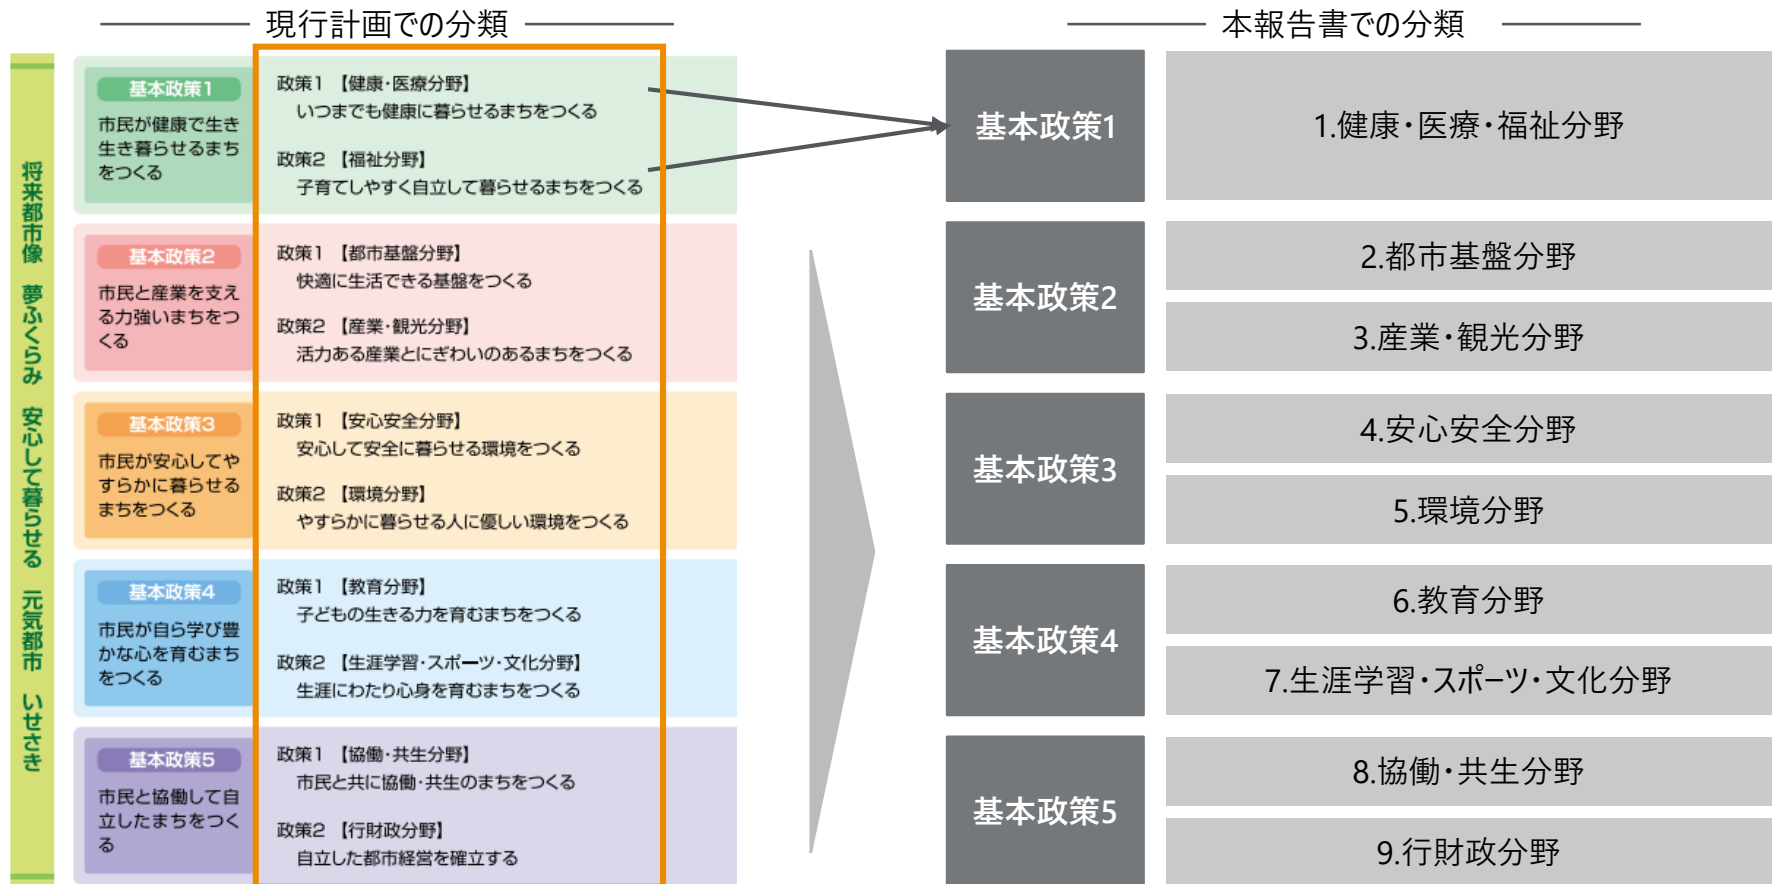 現行計画での分類
将来都市像 夢ふくらみ 安心して暮らせる 元気都市 いせさき
基本政策1
市民が健康で生き
生き暮らせるまち
をつくる
政策1 【健康・医療分野】
いつまでも健康に暮らせるまちをつくる
政策2 【福祉分野】
子育てしやすく自立して暮らせるまちをつくる
基本政策2
市民と産業を支え
る力強いまちをつ
くる
政策1 【都市基盤分野】
快適に生活できる基盤をつくる
政策2 【産業・観光分野】
活力ある産業とにぎわいのあるまちをつくる
基本政策3
市民が安心してや
すらかに暮らせる
まちをつくる
政策1 【安心安全分野】
安心して安全に暮らせる環境をつくる
政策2 【環境分野】
やすらかに暮らせる人に優しい環境をつくる
基本政策4
市民が自ら学び豊
かな心を育むまち
をつくる
政策1 【教育分野】
子どもの生きる力を育むまちをつくる
政策2 【生涯学習・スポーツ・文化分野】
生涯にわたり心身を育むまちをつくる
基本政策5
市民と協働して自
立したまちをつく
る
政策1 【協働・共生分野】
市民と共に協働・共生のまちをつくる
政策2 【行財政分野】
自立した都市経営を確立する
本報告書での分類
基本政策1
1.健康・医療・福祉分野
基本政策2
2.都市基盤分野
3.産業・観光分野
基本政策3
4.安心安全分野
5.環境分野
基本政策4
6.教育分野
7.生涯学習・スポーツ・文化分野
基本政策5
8.協働・共生分野
9.行財政分野